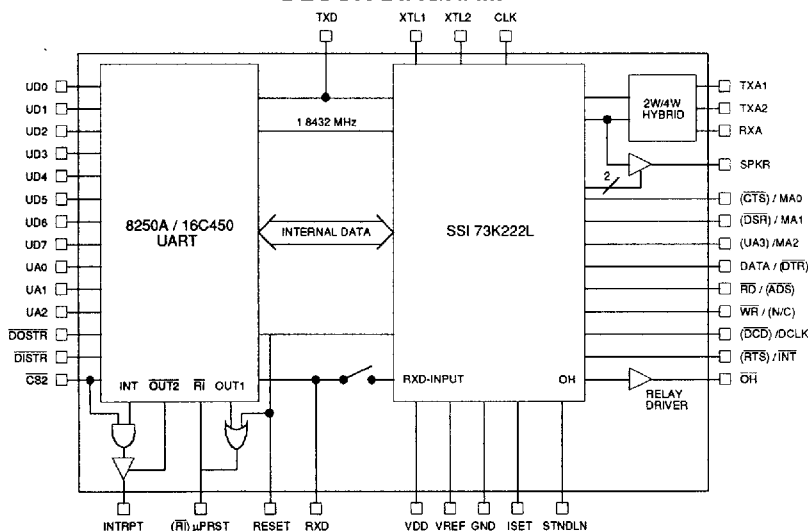 TXD XTL1 XTL2 CLK
UD0
UD1
UD2
UD3
UD4
UD5
UD6
UD7
UA0
UA1
UA2
DOSTR
DISTR
CS2
8250A / 16C450
UART
INT OUT2 RI OUT1
1.8432 MHz
INTERNAL DATA
SSI 73K222L
RXD-INPUT OH
2W/4W
HYBRID
2
TXA1
TXA2
RXA
SPKR
(CTS) / MA0
(DSR) / MA1
(UA3) /MA2
DATA / (DTR)
RD / (ADS)
WR / (N/C)
(DCD) /DCLK
(RTS) / INT
OH
RELAY
DRIVER
INTRPT (RI) µPRST RESET RXD VDD VREF GND ISET STNDLN